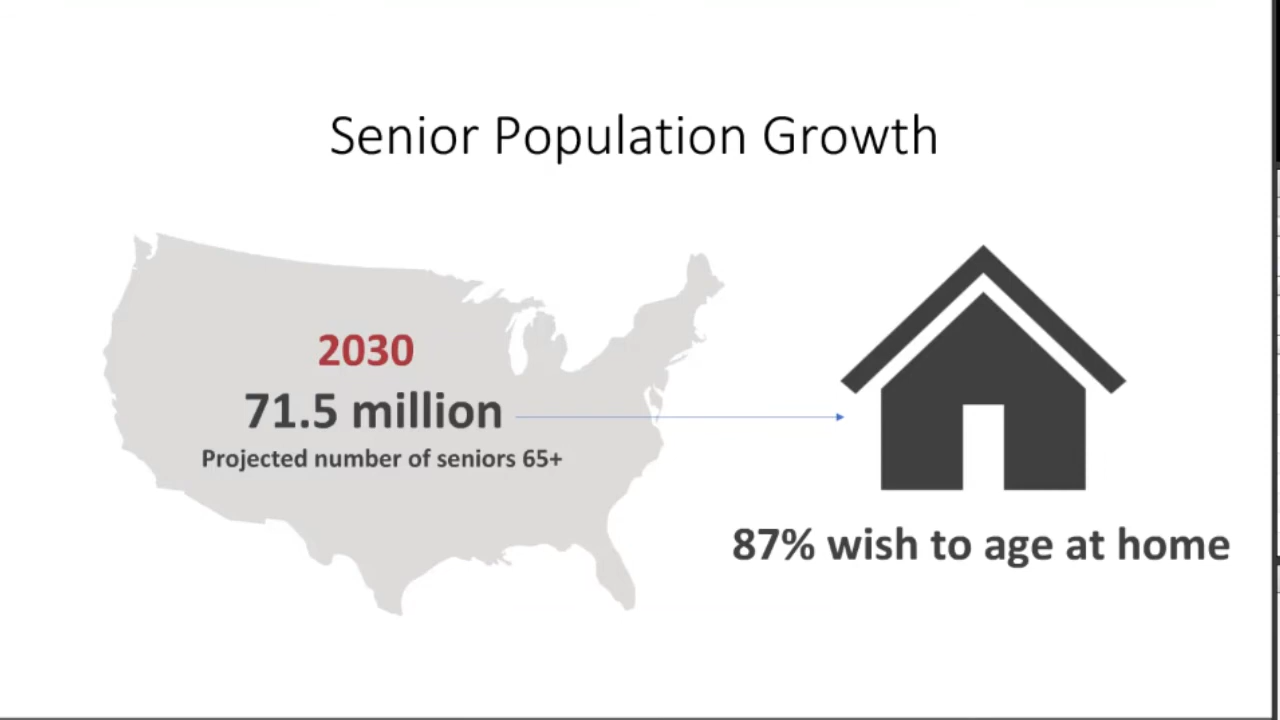 Senior Population Growth
2030
71.5 million
Projected number of seniors 65+
87% wish to age at home